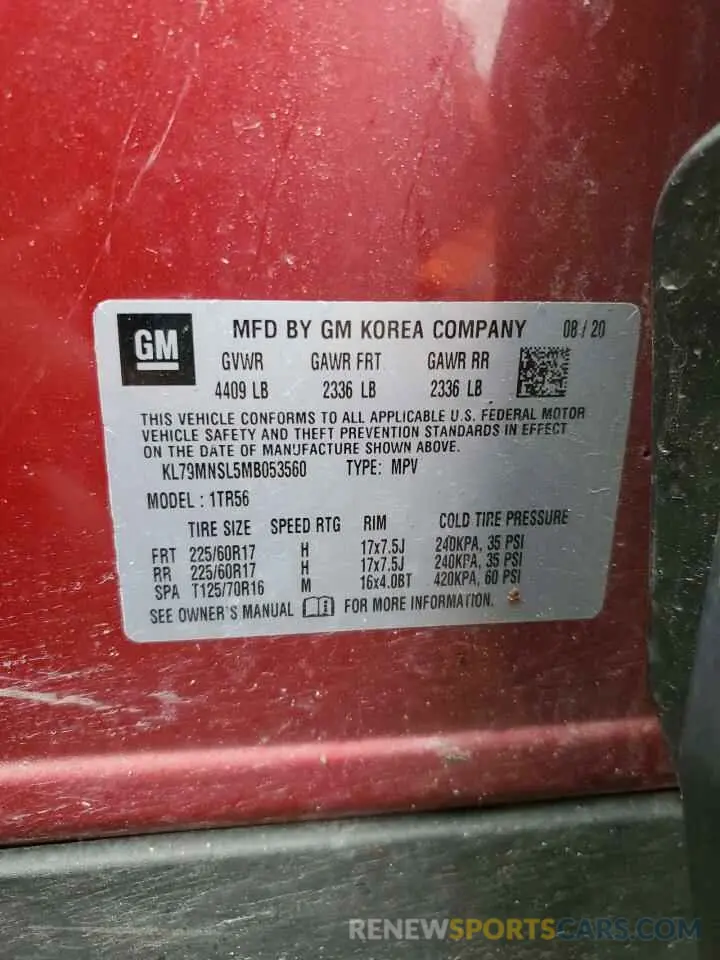 GM
MFD BY GM KOREA COMPANY 08 / 20
GVWR GAWR FRT GAWR RR
4409 LB 2336 LB 2336 LB
THIS VEHICLE CONFORMS TO ALL APPLICABLE U.S. FEDERAL MOTOR
VEHICLE SAFETY AND THEFT PREVENTION STANDARDS IN EFFECT
ON THE DATE OF MANUFACTURE SHOWN ABOVE.
KL79MNSL5MB053560 TYPE: MPV
MODEL : 1TR56
TIRE SIZE SPEED RTG RIM COLD TIRE PRESSURE
FRT 225/60R17 H 17x7.5J 240KPA, 35 PSI
RR 225/60R17 H 17x7.5J 240KPA, 35 PSI
SPA T125/70R16 M 16x4.0BT 420KPA, 60 PSI
SEE OWNER'S MANUAL FOR MORE INFORMATION.
RENEWSPORTSCARS.COM